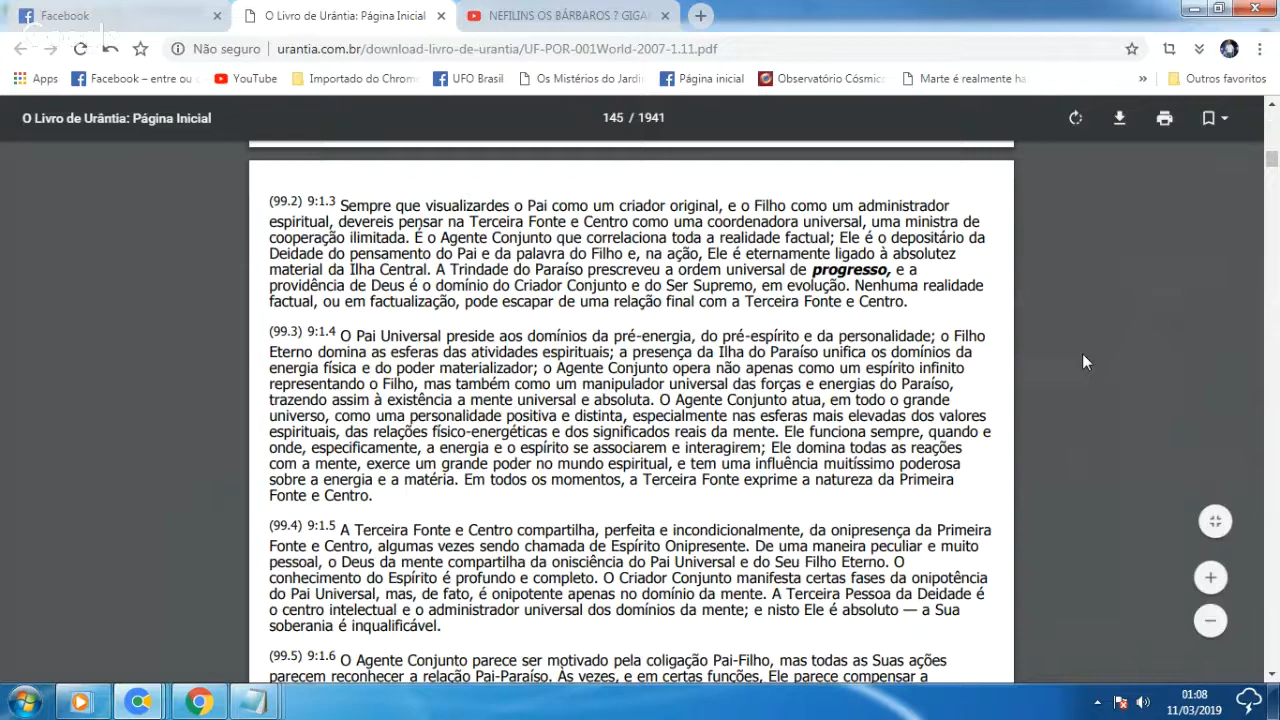 Facebook
O Livro de Urântia: Página Inicial
NEFILINS OS BÁRBAROS ? GIGA
Não seguro
urantia.com.br/download-livro-de-urantia/UF-POR-001World-2007-1.11.pdf
Apps
Facebook – entre ou c
YouTube
Importado do Chrom
UFO Brasil
Os Mistérios do Jardi
Página inicial
Observatório Cósmic
Marte é realmente ha
»
Outros favoritos
O Livro de Urântia: Página Inicial
145 / 1941
(99.2) 9:1.3 Sempre que visualizardes o Pai como um criador original, e o Filho como um administrador
espiritual, devereis pensar na Terceira Fonte e Centro como uma coordenadora universal, uma ministra de
cooperação ilimitada. É o Agente Conjunto que correlaciona toda a realidade factual; Ele é o depositário da
Deidade do pensamento do Pai e da palavra do Filho e, na ação, Ele é eternamente ligado à absolutez
material da Ilha Central. A Trindade do Paraíso prescreveu a ordem universal de progresso, e a
providência de Deus é o domínio do Criador Conjunto e do Ser Supremo, em evolução. Nenhuma realidade
factual, ou em factualização, pode escapar de uma relação final com a Terceira Fonte e Centro.
(99.3) 9:1.4 O Pai Universal preside aos domínios da pré-energia, do pré-espírito e da personalidade; o Filho
Eterno domina as esferas das atividades espirituais; a presença da Ilha do Paraíso unifica os domínios da
energia física e do poder materializador; o Agente Conjunto opera não apenas como um espírito infinito
representando o Filho, mas também como um manipulador universal das forças e energias do Paraíso,
trazendo assim à existência a mente universal e absoluta. O Agente Conjunto atua, em todo o grande
universo, como uma personalidade positiva e distinta, especialmente nas esferas mais elevadas dos valores
espirituais, das relações físico-energéticas e dos significados reais da mente. Ele funciona sempre, quando e
onde, especificamente, a energia e o espírito se associarem e interagirem; Ele domina todas as reações
com a mente, exerce um grande poder no mundo espiritual, e tem uma influência muitíssimo poderosa
sobre a energia e a matéria. Em todos os momentos, a Terceira Fonte exprime a natureza da Primeira
Fonte e Centro.
(99.4) 9:1.5 A Terceira Fonte e Centro compartilha, perfeita e incondicionalmente, da onipresença da Primeira
Fonte e Centro, algumas vezes sendo chamada de Espírito Onipresente. De uma maneira peculiar e muito
pessoal, o Deus da mente compartilha da onisciência do Pai Universal e do Seu Filho Eterno. O
conhecimento do Espírito é profundo e completo. O Criador Conjunto manifesta certas fases da onipotência
do Pai Universal, mas, de fato, é onipotente apenas no domínio da mente. A Terceira Pessoa da Deidade é
o centro intelectual e o administrador universal dos domínios da mente; e nisto Ele é absoluto — a Sua
soberania é inqualificável.
(99.5) 9:1.6 O Agente Conjunto parece ser motivado pela coligação Pai-Filho, mas todas as Suas ações
parecem reconhecer a relação Pai-Paraíso. Às vezes, e em certas funções, Ele parece compensar a
01:08
11/03/2019